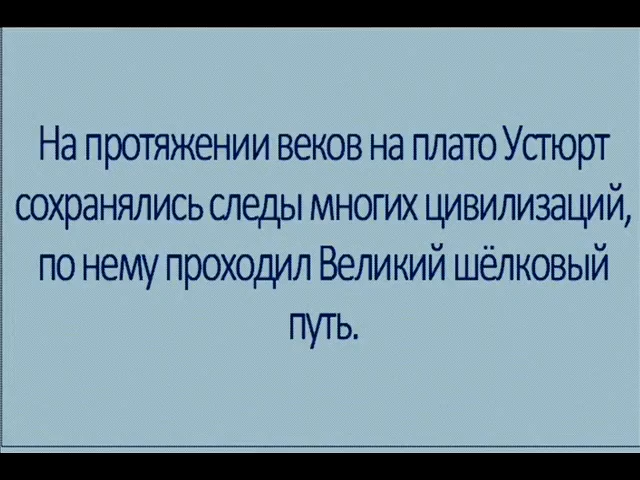 На протяжении веков на плато Устюрт
сохранялись следы многих цивилизаций,
по нему проходил Великий шёлковый
путь.